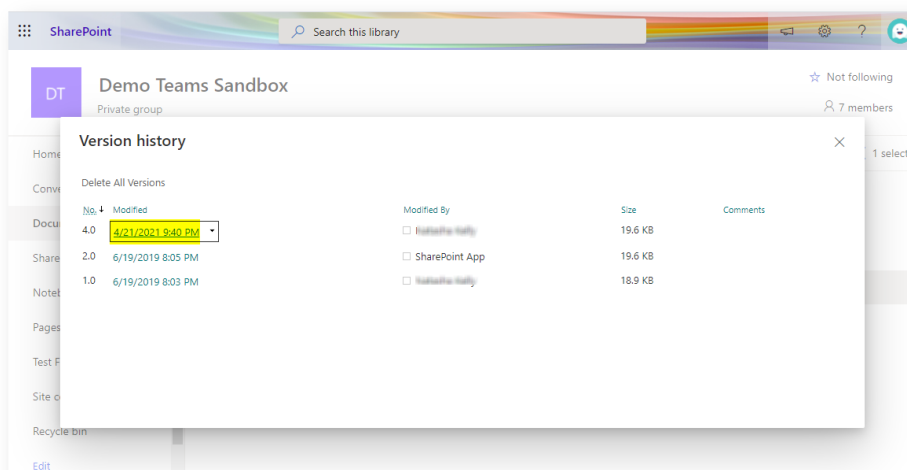 SharePoint
Search this library
?
DT
Demo Teams Sandbox
Private group
Not following
7 members
Version history
Home
1 select
Delete All Versions
Conve
No. Modified Modified By Size Comments
Docu
4.0 4/21/2021 9:40 PM 19.6 KB
2.0 6/19/2019 8:05 PM SharePoint App 19.6 KB
Share
1.0 6/19/2019 8:03 PM 18.9 KB
Noteb
Pages
Test F
Site c
Recycle bin
Edit